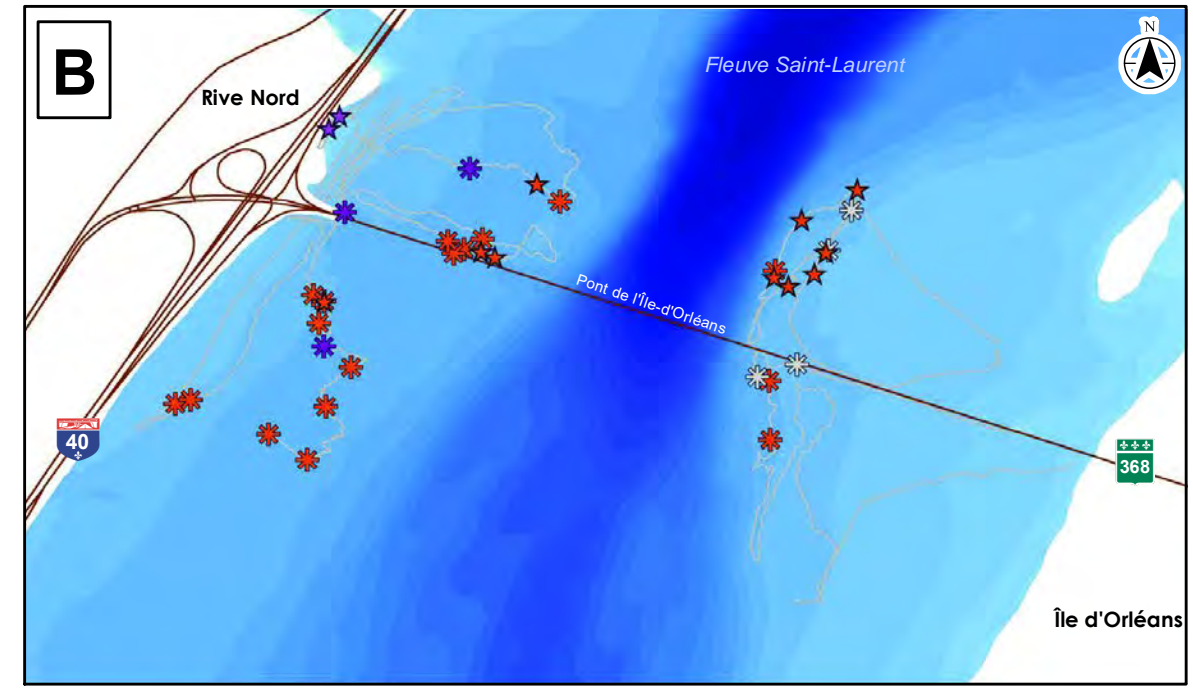 B
N
Fleuve Saint-Laurent
Rive Nord
Pont de l'Île-d'Orléans
40
368
Île d'Orléans